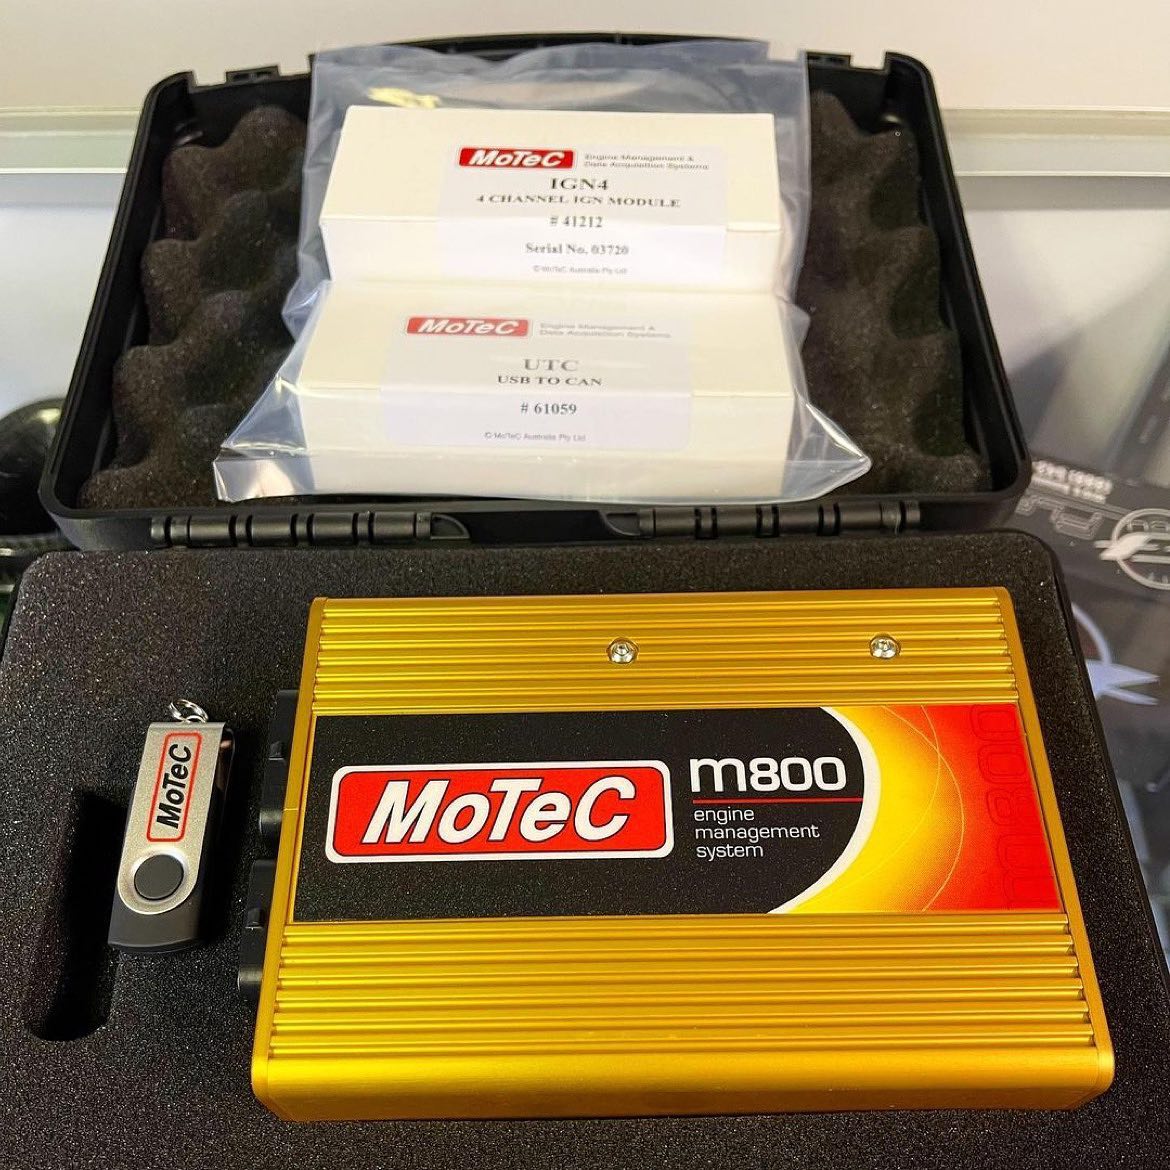 MoTeC
Engine Management &
Data Acquisition Systems
IGN4
4 CHANNEL IGN MODULE
# 41212
Serial No. 03720
© MoTeC Australia Pty Ltd
MoTeC
Engine Management &
Data Acquisition Systems
UTC
USB TO CAN
# 61059
© MoTeC Australia Pty Ltd
MoTeC
MoTeC
m800
engine
management
system
m800